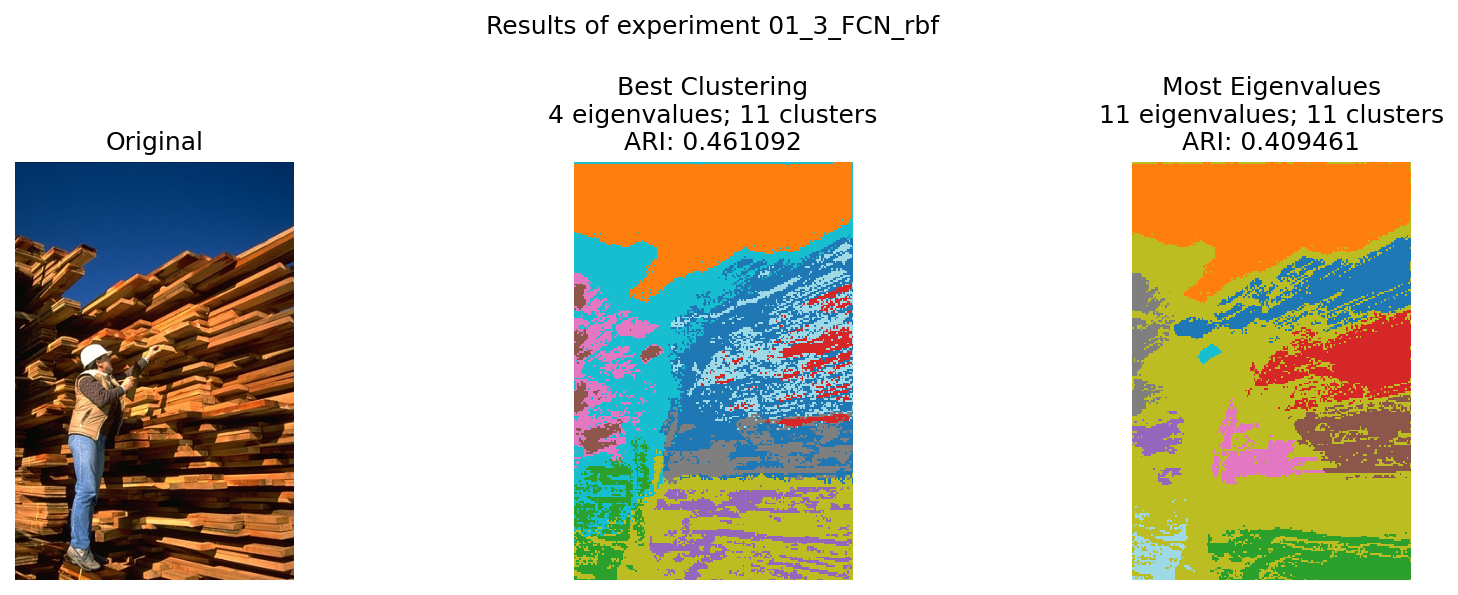 Results of experiment 01_3_FCN_rbf
Original
Best Clustering
4 eigenvalues; 11 clusters
ARI: 0.461092
Most Eigenvalues
11 eigenvalues; 11 clusters
ARI: 0.409461